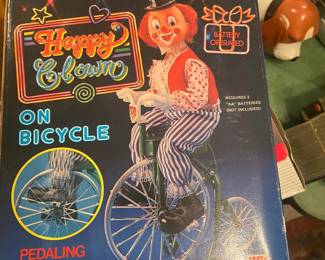 Happy
Clown
ON
BICYCLE
BATTERY
OPERATED
REQUIRES 2
"AA" BATTERIES
(NOT INCLUDED)
PEDALING